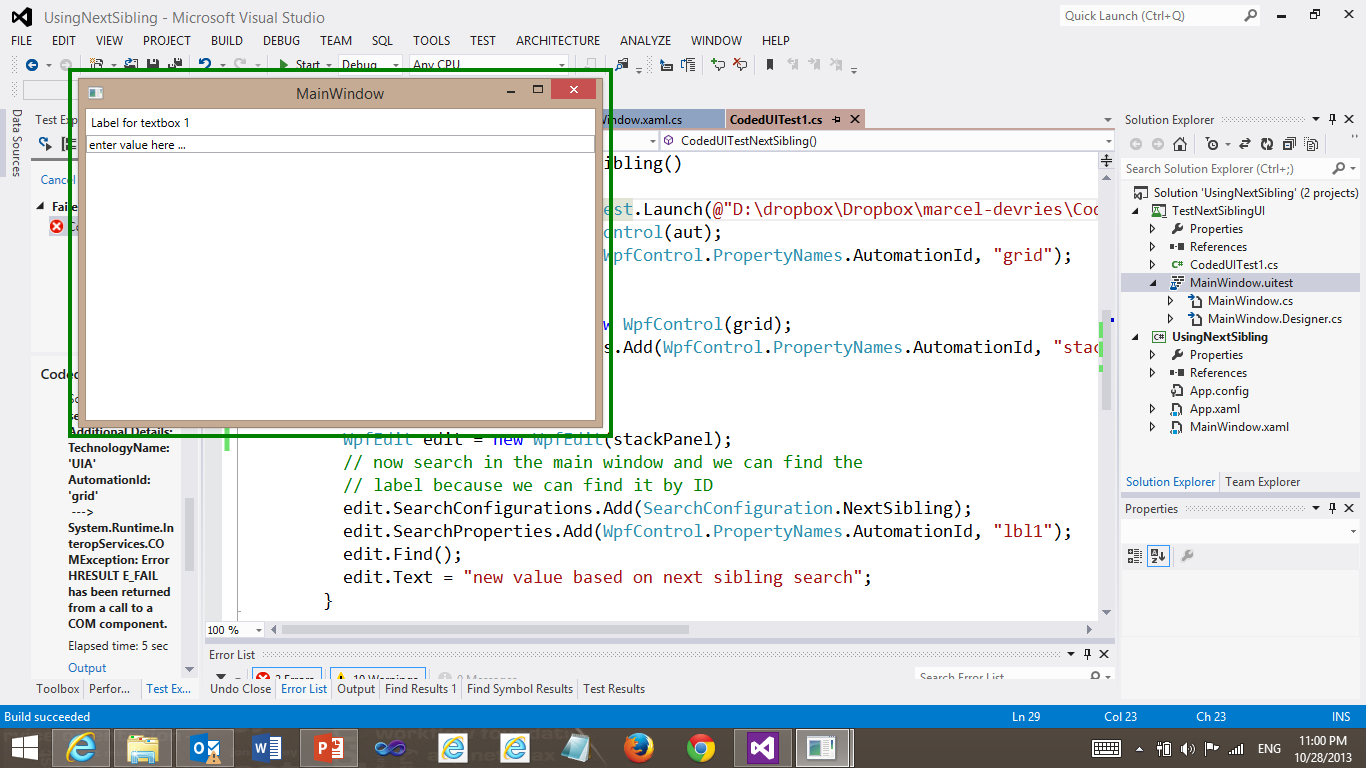 UsingNextSibling - Microsoft Visual Studio
Quick Launch (Ctrl+Q)
FILE EDIT VIEW PROJECT BUILD DEBUG TEAM SQL TOOLS TEST ARCHITECTURE ANALYZE WINDOW HELP
Start Debug Any CPU
MainWindow
Label for textbox 1
enter value here ...
Data Sources
Test Exp
Cancel
Faile
Co
Coded
So
se
Additional Details:
TechnologyName:
'UIA'
AutomationId:
'grid'
--->
System.Runtime.In
teropServices.CO
MException: Error
HRESULT E_FAIL
has been returned
from a call to a
COM component.
Elapsed time: 5 sec
Output
Window.xaml.cs CodedUITest1.cs
CodedUITestNextSibling()
Sibling()
est.Launch(@"D:\dropbox\Dropbox\marcel-devries\Cod
ontrol(aut);
WpfControl.PropertyNames.AutomationId, "grid");
w WpfControl(grid);
s.Add(WpfControl.PropertyNames.AutomationId, "stac
WpfEdit edit = new WpfEdit(stackPanel);
// now search in the main window and we can find the
// label because we can find it by ID
edit.SearchConfigurations.Add(SearchConfiguration.NextSibling);
edit.SearchProperties.Add(WpfControl.PropertyNames.AutomationId, "lbl1");
edit.Find();
edit.Text = "new value based on next sibling search";
}
100 %
Error List
2 Errors 10 Warnings 0 Messages Search Error List
Toolbox Perfor... Test Ex... Undo Close Error List Output Find Results 1 Find Symbol Results Test Results
Solution Explorer
Search Solution Explorer (Ctrl+;)
Solution 'UsingNextSibling' (2 projects)
TestNextSiblingUI
Properties
References
C# CodedUITest1.cs
MainWindow.uitest
MainWindow.cs
MainWindow.Designer.cs
C# UsingNextSibling
Properties
References
App.config
App.xaml
MainWindow.xaml
Solution Explorer Team Explorer
Properties
Build succeeded Ln 29 Col 23 Ch 23 INS
ENG 11:00 PM
10/28/2013